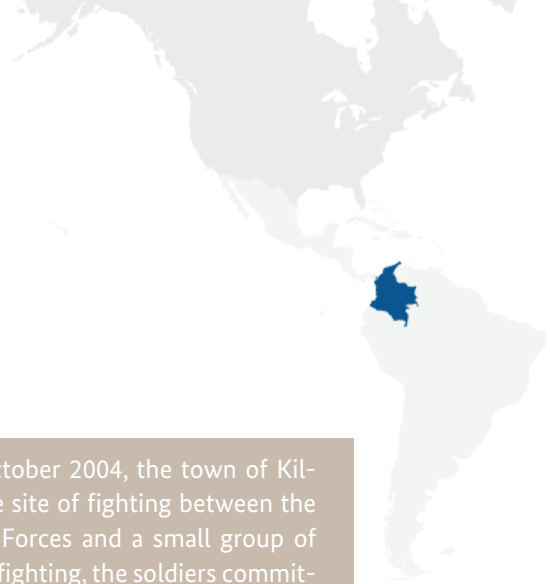 ctober 2004, the town of Kil-
e site of fighting between the
Forces and a small group of
fighting, the soldiers commit-